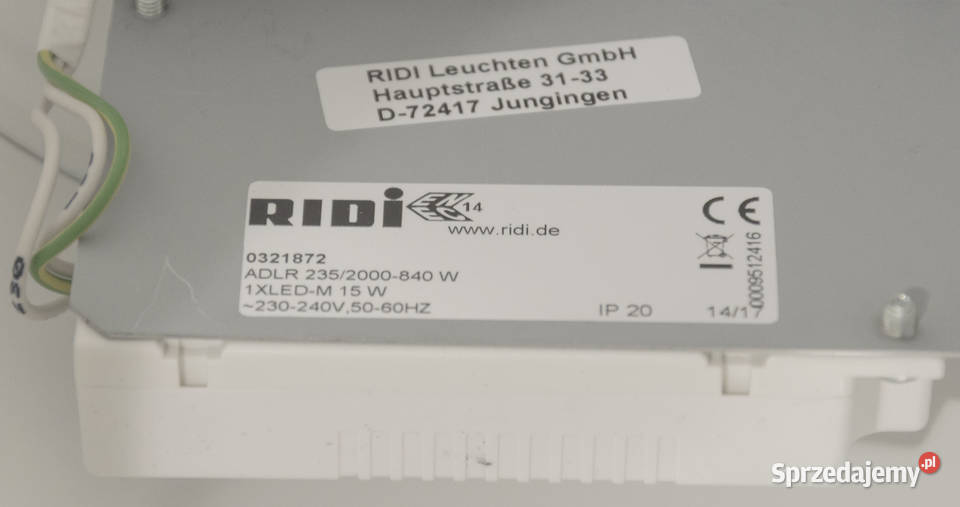 RIDI Leuchten GmbH
Hauptstraße 31-33
D-72417 Jungingen
RIDI ENEC 14
www.ridi.de
CE
0321872
ADLR 235/2000-840 W
1XLED-M 15 W
~230-240V,50-60HZ
IP 20
14/17
0009512416
Sprzedajemy.pl